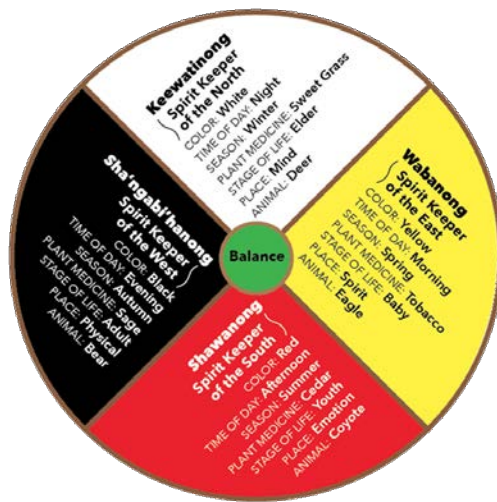 Keewatinong
Spirit Keeper
of the North
COLOR: White
TIME OF DAY: Night
SEASON: Winter
PLANT MEDICINE: Sweet Grass
STAGE OF LIFE: Elder
PLACE: Mind
ANIMAL: Deer
Wabanong
Spirit Keeper
of the East
COLOR: Yellow
TIME OF DAY: Morning
SEASON: Spring
PLANT MEDICINE: Tobacco
STAGE OF LIFE: Baby
PLACE: Spirit
ANIMAL: Eagle
Shawanong
Spirit Keeper
of the South
COLOR: Red
TIME OF DAY: Afternoon
SEASON: Summer
PLANT MEDICINE: Cedar
STAGE OF LIFE: Youth
PLACE: Emotion
ANIMAL: Coyote
Sha'ngabi'hanong
Spirit Keeper
of the West
COLOR: Black
TIME OF DAY: Evening
SEASON: Autumn
PLANT MEDICINE: Sage
STAGE OF LIFE: Adult
PLACE: Physical
ANIMAL: Bear
Balance